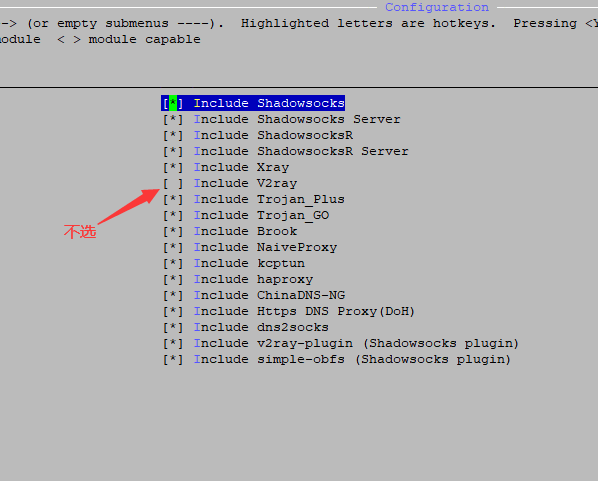 Configuration
--> (or empty submenus ----).  Highlighted letters are hotkeys.  Pressing <Y
odule  < > module capable
[*] Include Shadowsocks
[*] Include Shadowsocks Server
[*] Include ShadowsocksR
[*] Include ShadowsocksR Server
[*] Include Xray
[ ] Include V2ray
[*] Include Trojan_Plus
不选
[*] Include Trojan_GO
[*] Include Brook
[*] Include NaiveProxy
[*] Include kcptun
[*] Include haproxy
[*] Include ChinaDNS-NG
[*] Include Https DNS Proxy(DoH)
[*] Include dns2socks
[*] Include v2ray-plugin (Shadowsocks plugin)
[*] Include simple-obfs (Shadowsocks plugin)